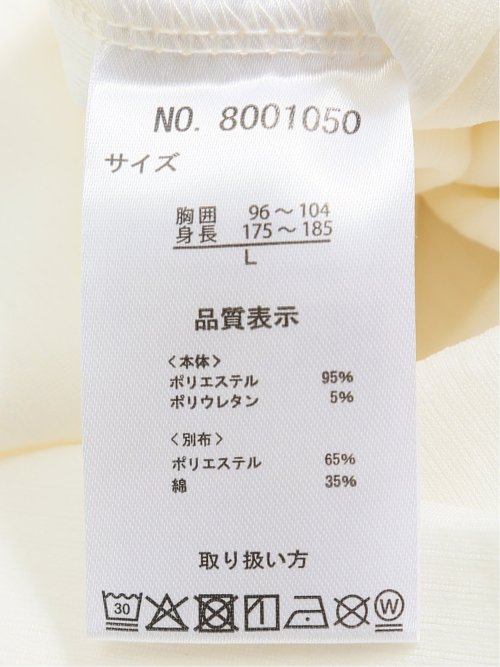 NO. 8001050
サイズ
胸囲 96～104
身長 175～185
L
品質表示
〈本体〉
ポリエステル 95%
ポリウレタン 5%
〈別布〉
ポリエステル 65%
綿 35%
取り扱い方
30 W